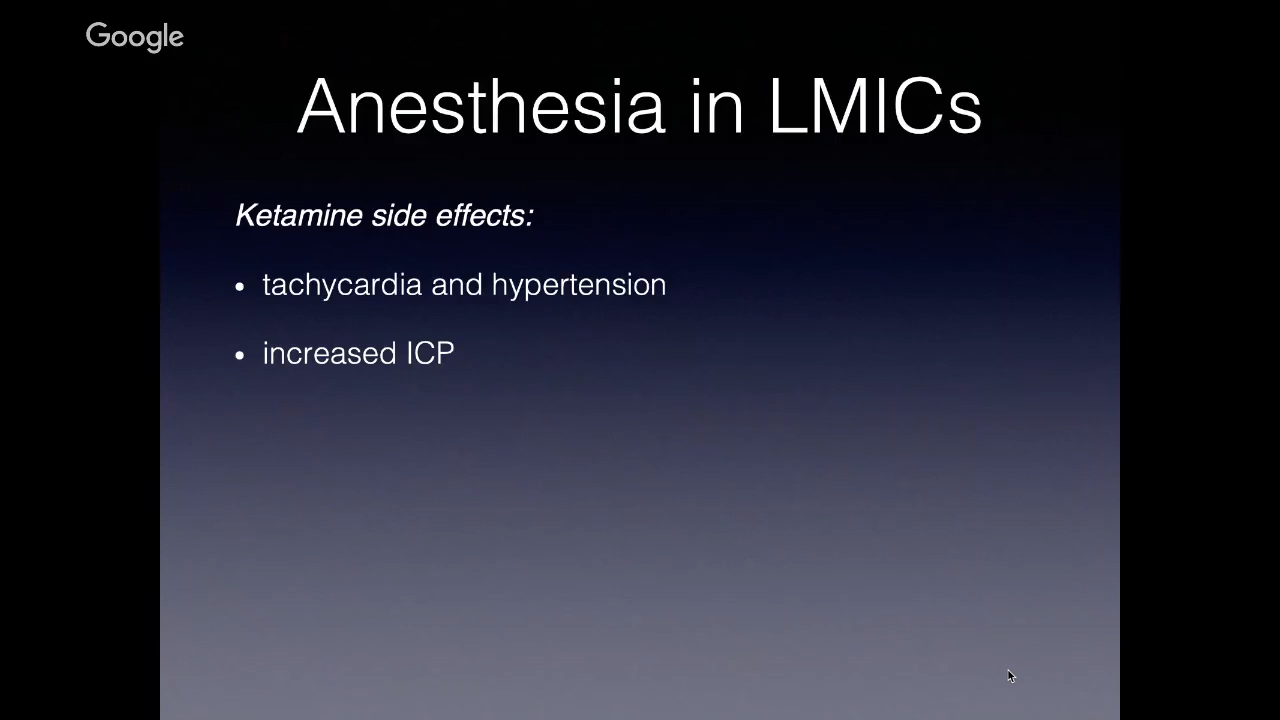 Google
Anesthesia in LMICs
Ketamine side effects:
• tachycardia and hypertension
• increased ICP